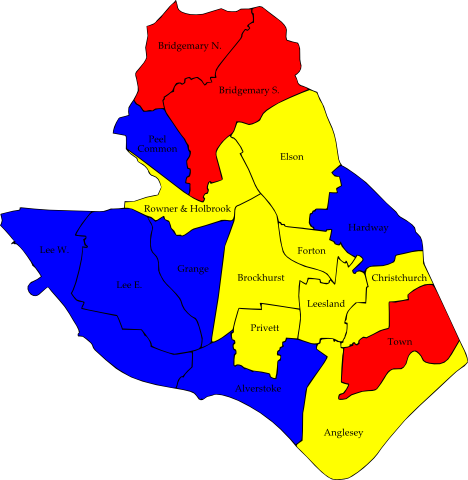 Bridgemary N.
Bridgemary S.
Peel
Common
Elson
Rowner & Holbrook
Hardway
Lee W.
Lee E.
Grange
Forton
Brockhurst
Christchurch
Leesland
Privett
Town
Alverstoke
Anglesey